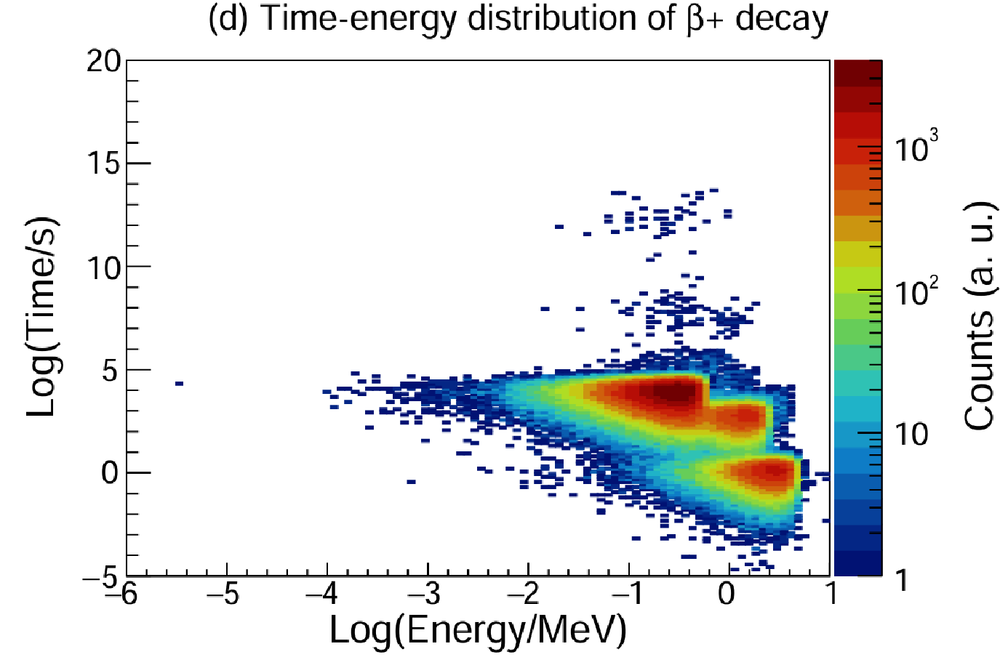 (d) Time-energy distribution of β+ decay
20
15
10
5
0
−5
Log(Time/s)
−6 −5 −4 −3 −2 −1 0 1
Log(Energy/MeV)
10³
10²
10
1
Counts (a. u.)